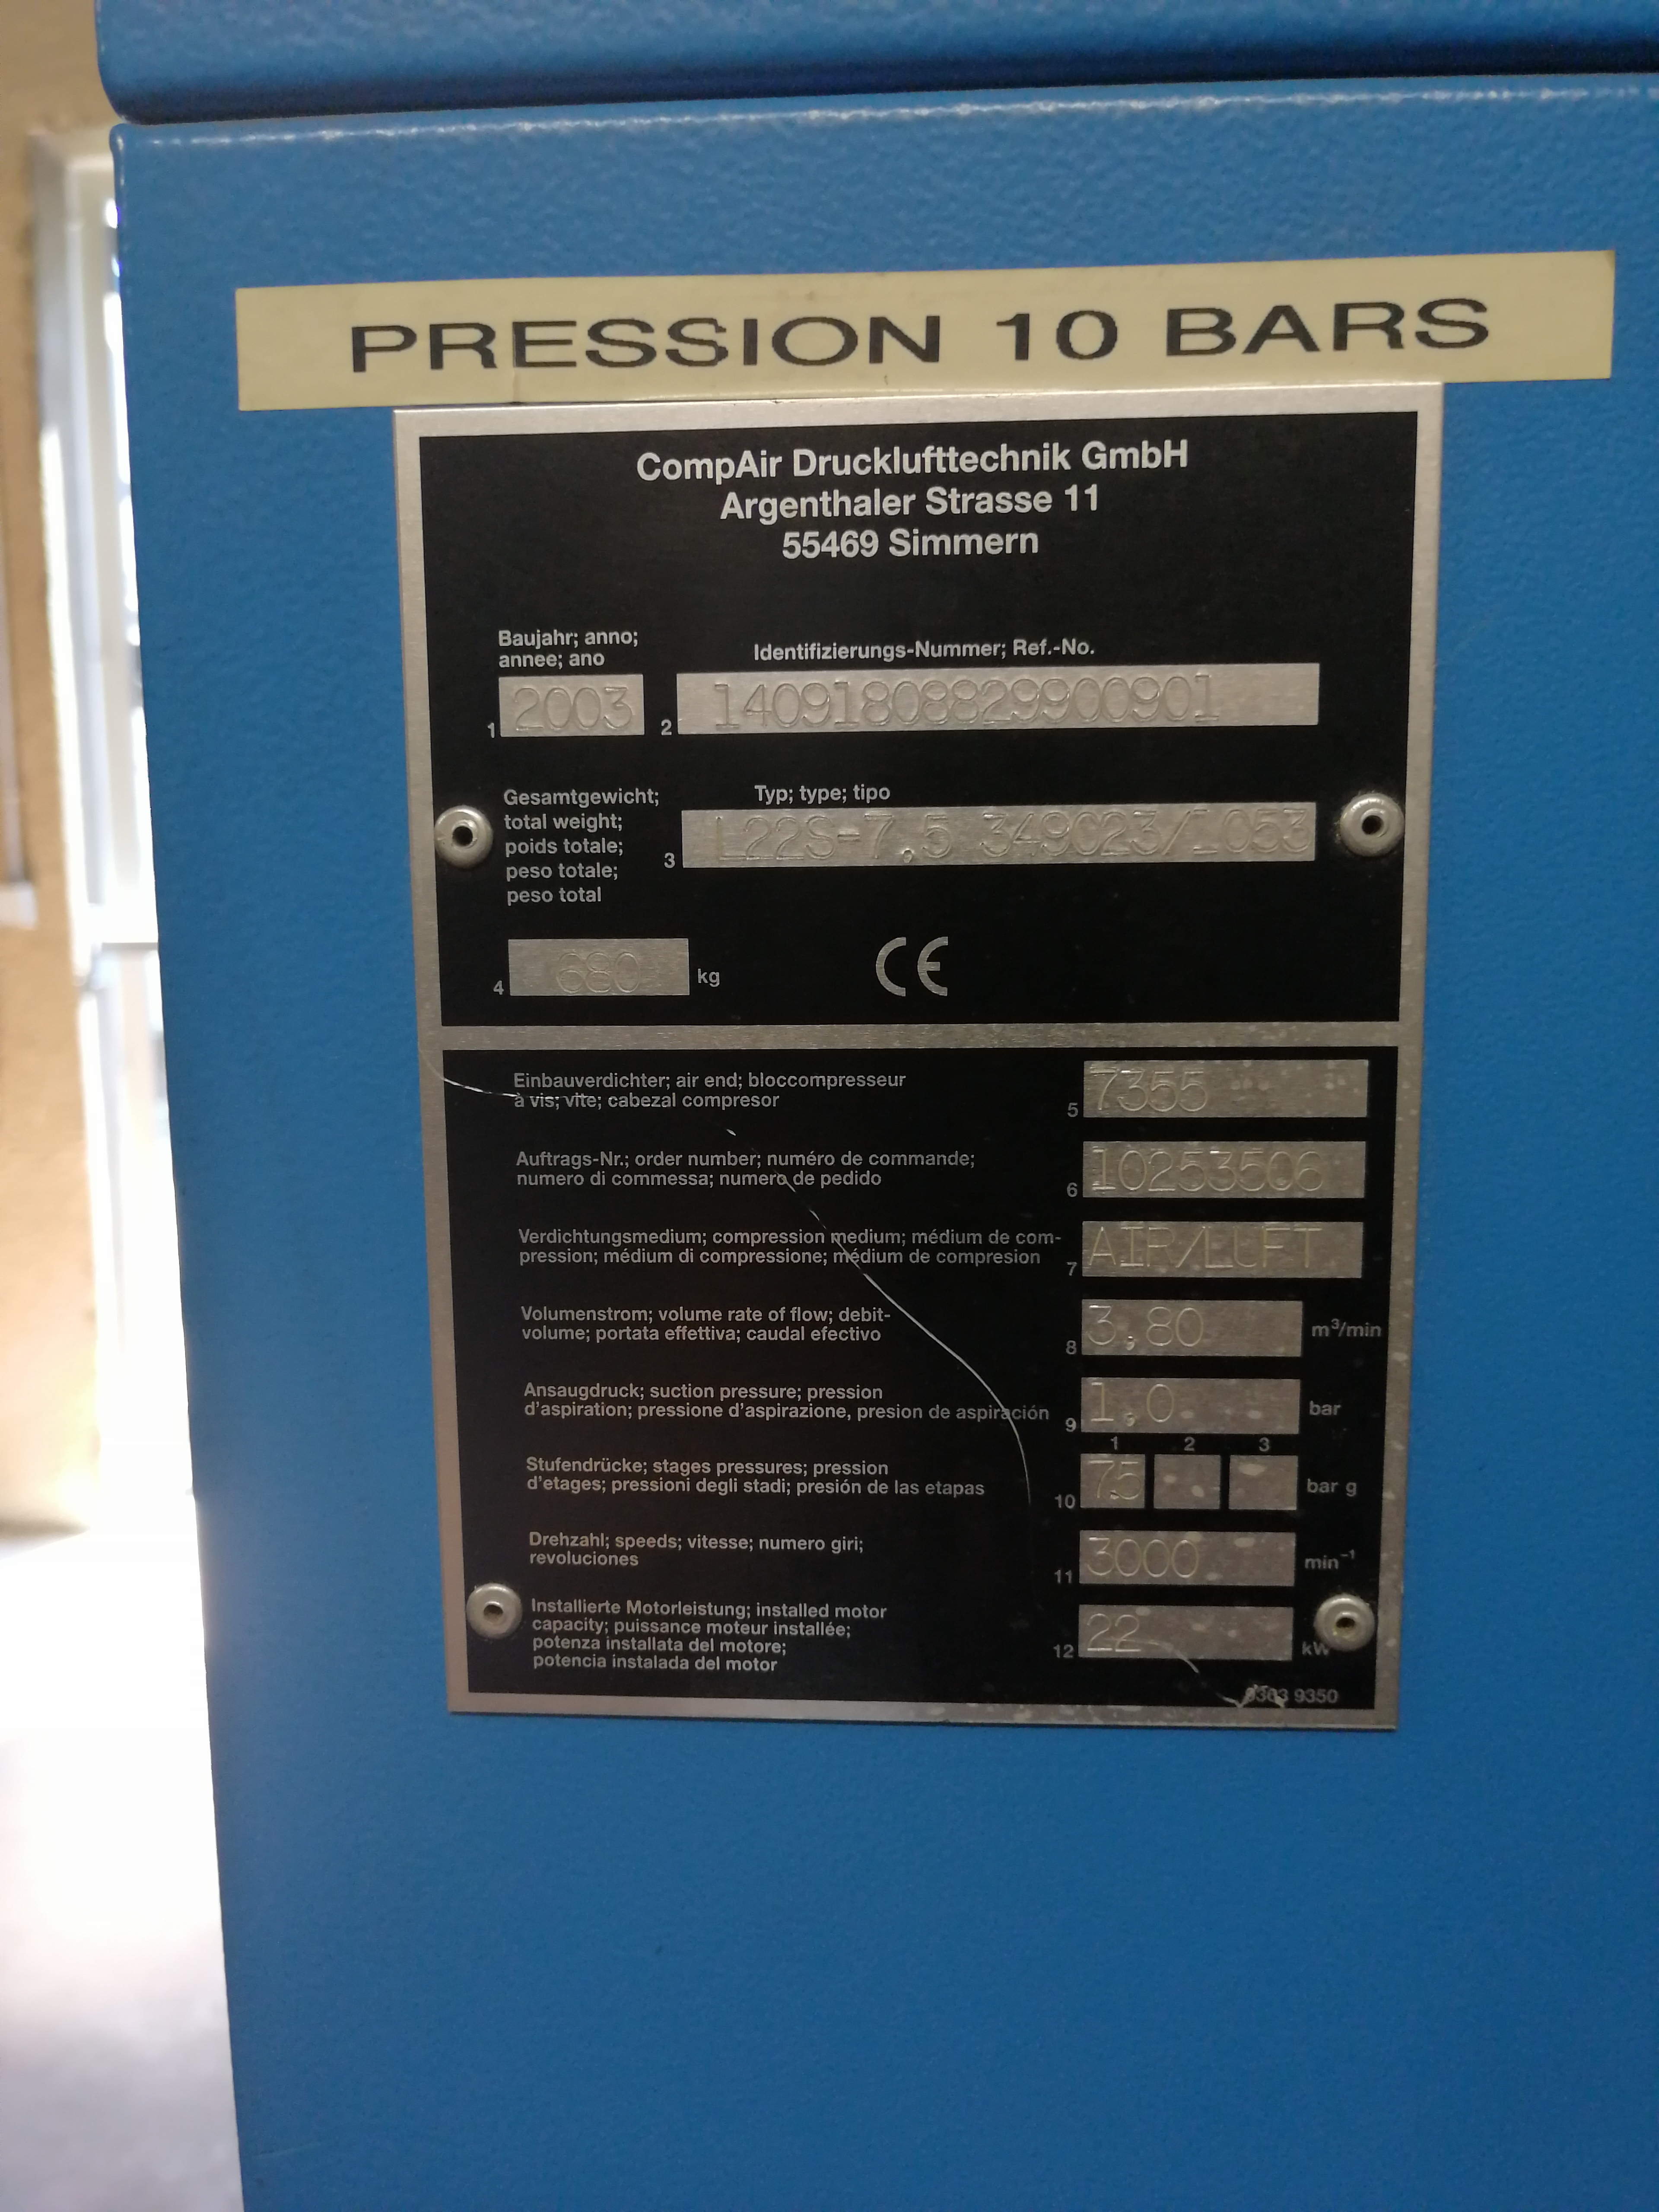 PRESSION 10 BARS
CompAir Drucklufttechnik GmbH
Argenthaler Strasse 11
55469 Simmern
Baujahr; anno;
annee; ano
Identifizierungs-Nummer; Ref.-No.
1 2003 2 14091808829900901
Gesamtgewicht;
total weight;
poids totale;
peso totale;
peso total
Typ; type; tipo
3 L22S-7,5 349023/1053
4 680 kg
CE
Einbauverdichter; air end; bloccompresseur
à vis; vite; cabezal compresor
5 7355
Auftrags-Nr.; order number; numéro de commande;
numero di commessa; numero de pedido
6 10253506
Verdichtungsmedium; compression medium; médium de com-
pression; médium di compressione; médium de compresion
7 AIR/LUFT
Volumenstrom; volume rate of flow; debit-
volume; portata effettiva; caudal efectivo
8 3,80 m³/min
Ansaugdruck; suction pressure; pression
d'aspiration; pressione d'aspirazione, presion de aspiración
9 1,0 bar
1 2 3
Stufendrücke; stages pressures; pression
d'etages; pressioni degli stadi; presión de las etapas
10 7,5 bar g
Drehzahl; speeds; vitesse; numero giri;
revoluciones
11 3000 min⁻¹
Installierte Motorleistung; installed motor
capacity; puissance moteur installée;
potenza installata del motore;
potencia instalada del motor
12 22 kW
9350